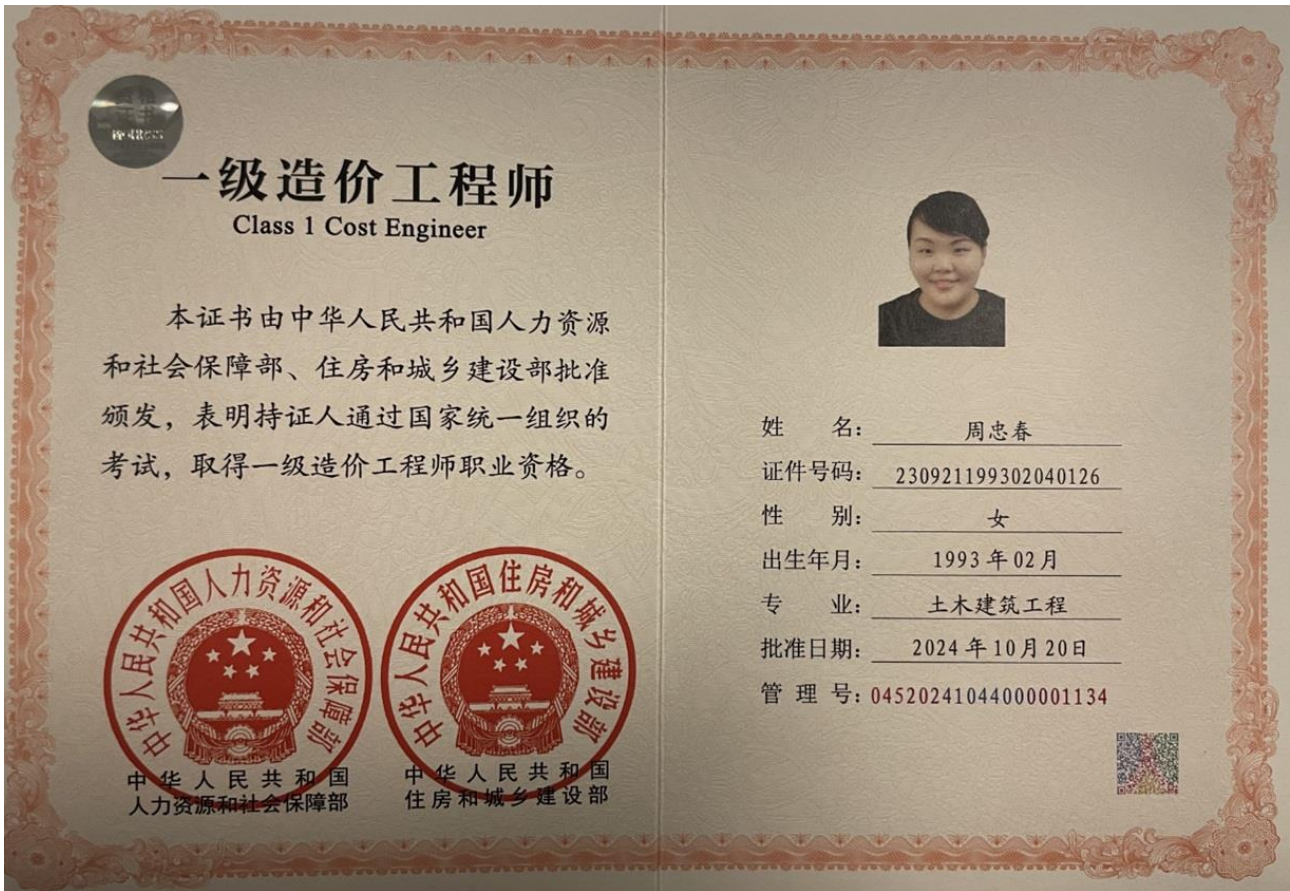 一级造价工程师
Class 1 Cost Engineer
本证书由中华人民共和国人力资源
和社会保障部、住房和城乡建设部批准
颁发，表明持证人通过国家统一组织的
考试，取得一级造价工程师职业资格。
中华人民共和国人力资源和社会保障部
中华人民共和国
人力资源和社会保障部
中华人民共和国住房和城乡建设部
中华人民共和国
住房和城乡建设部
姓名：周忠春
证件号码：230921199302040126
性别：女
出生年月：1993年02月
专业：土木建筑工程
批准日期：2024年10月20日
管理号：04520241044000001134